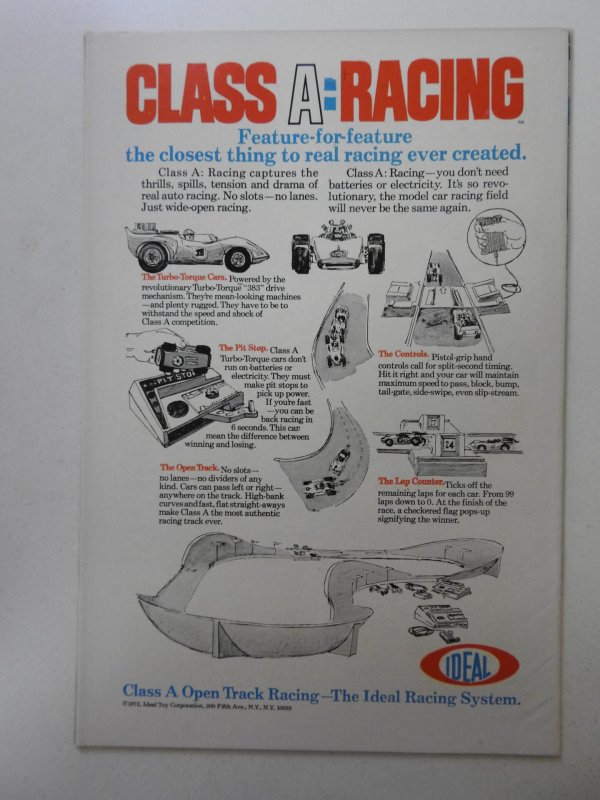 CLASS A: RACING
™
Feature-for-feature
the closest thing to real racing ever created.
Class A: Racing captures the
thrills, spills, tension and drama of
real auto racing. No slots—no lanes.
Just wide-open racing.
Class A: Racing—you don't need
batteries or electricity. It's so revo-
lutionary, the model car racing field
will never be the same again.
The Turbo-Torque Cars. Powered by the
revolutionary Turbo-Torque "383" drive
mechanism. They're mean-looking machines
—and plenty rugged. They have to be to
withstand the speed and shock of
Class A competition.
PIT STOP
The Pit Stop. Class A
Turbo-Torque cars don't
run on batteries or
electricity. They must
make pit stops to
pick up power.
If you're fast
—you can be
back racing in
6 seconds. This can
mean the difference between
winning and losing.
The Controls. Pistol-grip hand
controls call for split-second timing.
Hit it right and your car will maintain
maximum speed to pass, block, bump,
tail-gate, side-swipe, even slip-stream.
24
The Open Track. No slots—
no lanes—no dividers of any
kind. Cars can pass left or right—
anywhere on the track. High-bank
curves and fast, flat straight-aways
make Class A the most authentic
racing track ever.
The Lap Counter. Ticks off the
remaining laps for each car. From 99
laps down to 0. At the finish of the
race, a checkered flag pops-up
signifying the winner.
IDEAL
Class A Open Track Racing—The Ideal Racing System.
©1972, Ideal Toy Corporation, 200 Fifth Ave., N.Y., N.Y. 10010